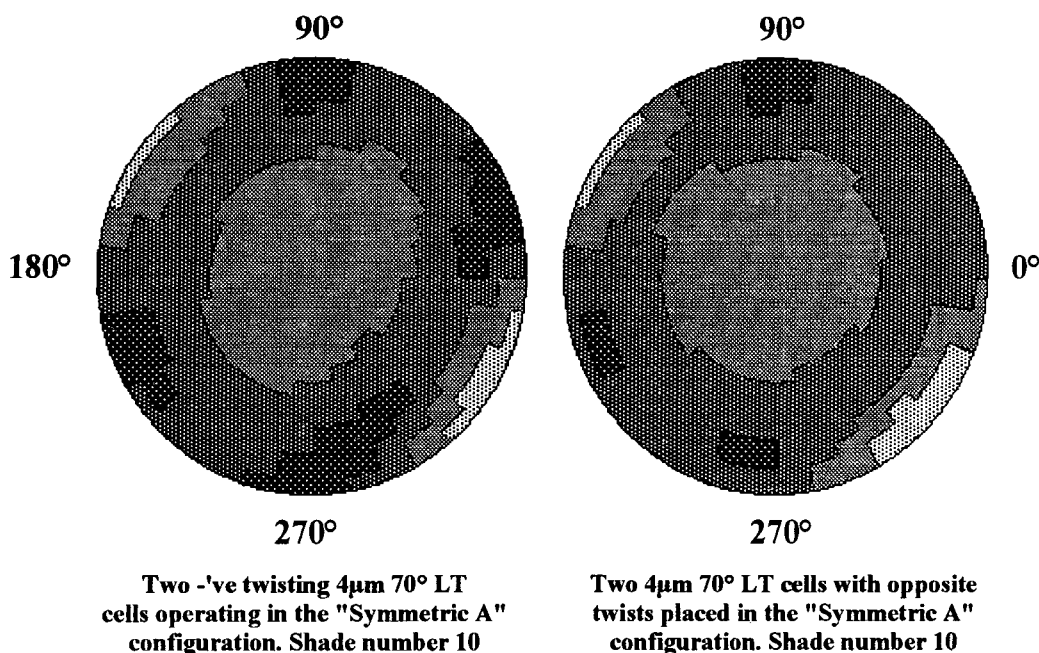 90°
90°
180°
0°
270°
270°
Two -'ve twisting 4µm 70° LT
cells operating in the "Symmetric A"
configuration. Shade number 10
Two 4µm 70° LT cells with opposite
twists placed in the "Symmetric A"
configuration. Shade number 10